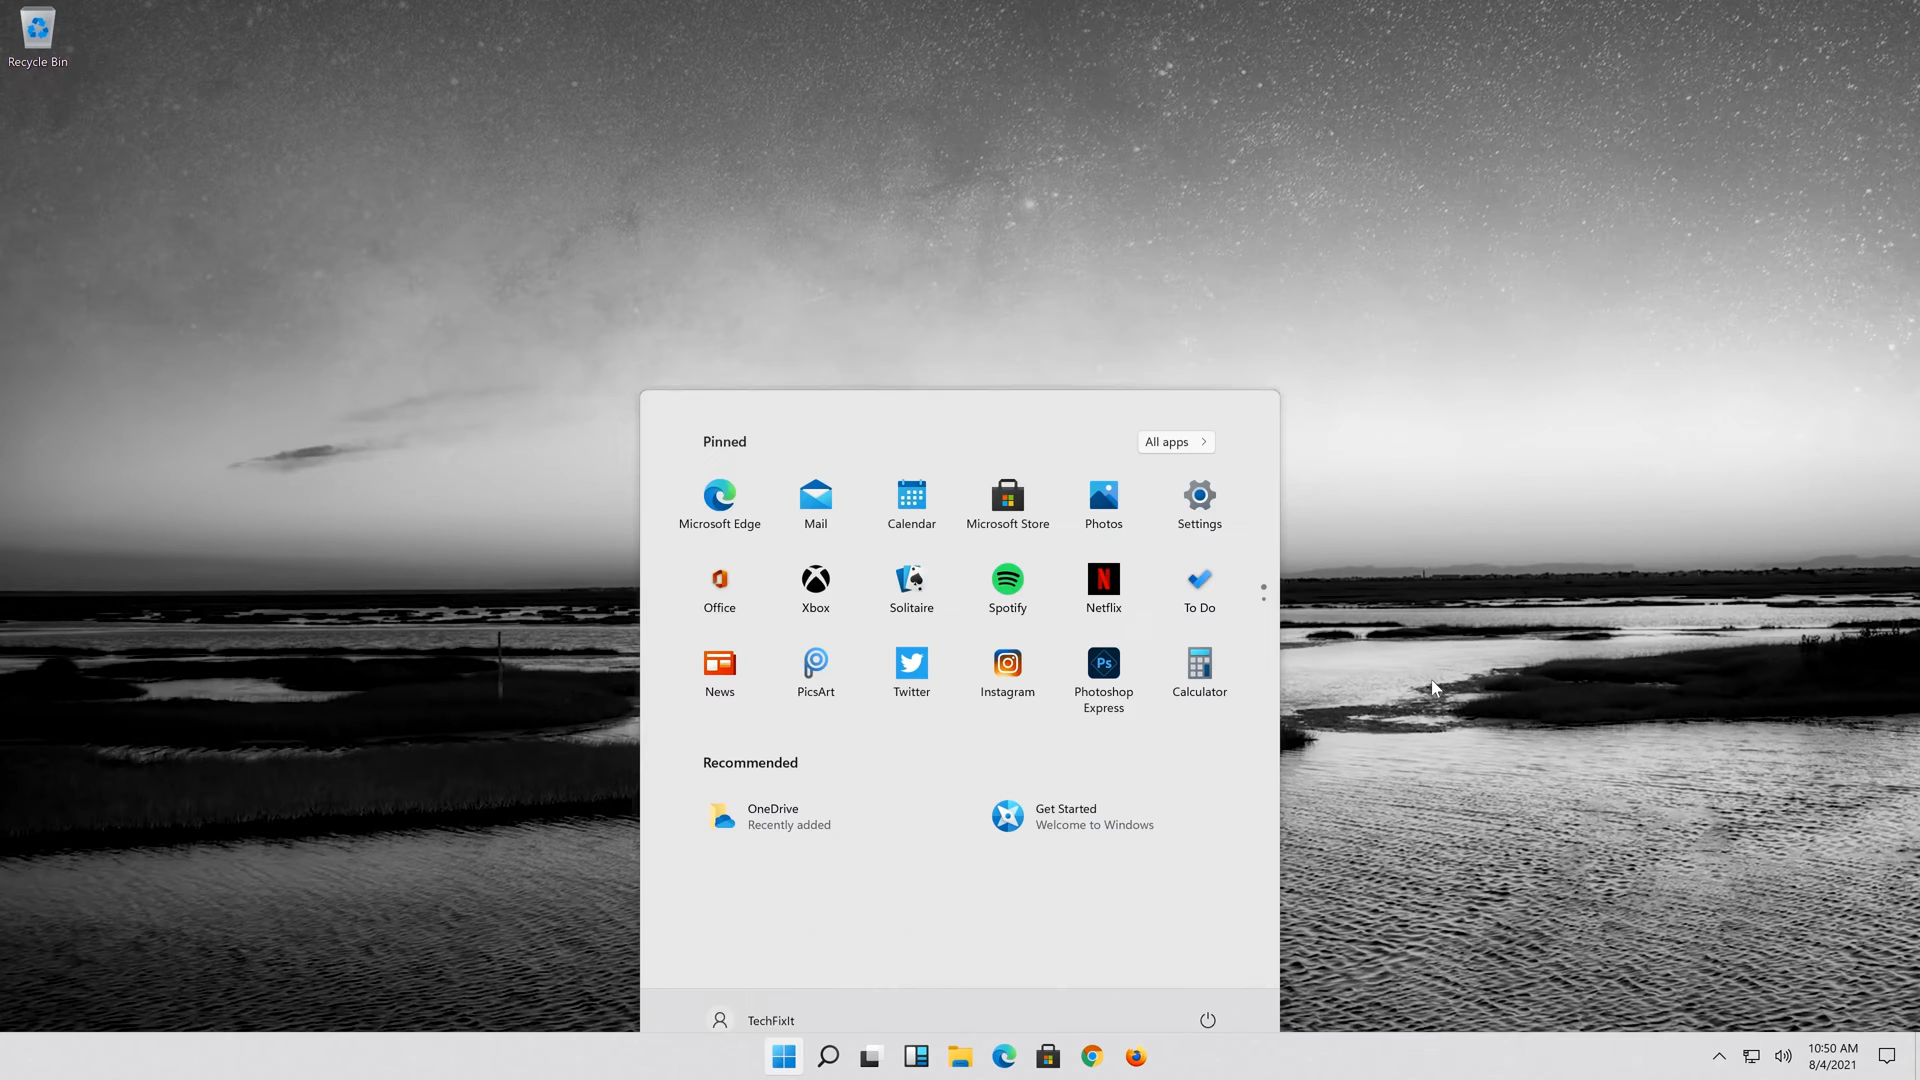 Recycle Bin
Pinned
All apps
Microsoft Edge
Mail
Calendar
Microsoft Store
Photos
Settings
Office
Xbox
Solitaire
Spotify
Netflix
To Do
News
PicsArt
Twitter
Instagram
Ps
Photoshop
Express
Calculator
Recommended
OneDrive
Recently added
Get Started
Welcome to Windows
TechFixIt
10:50 AM
8/4/2021